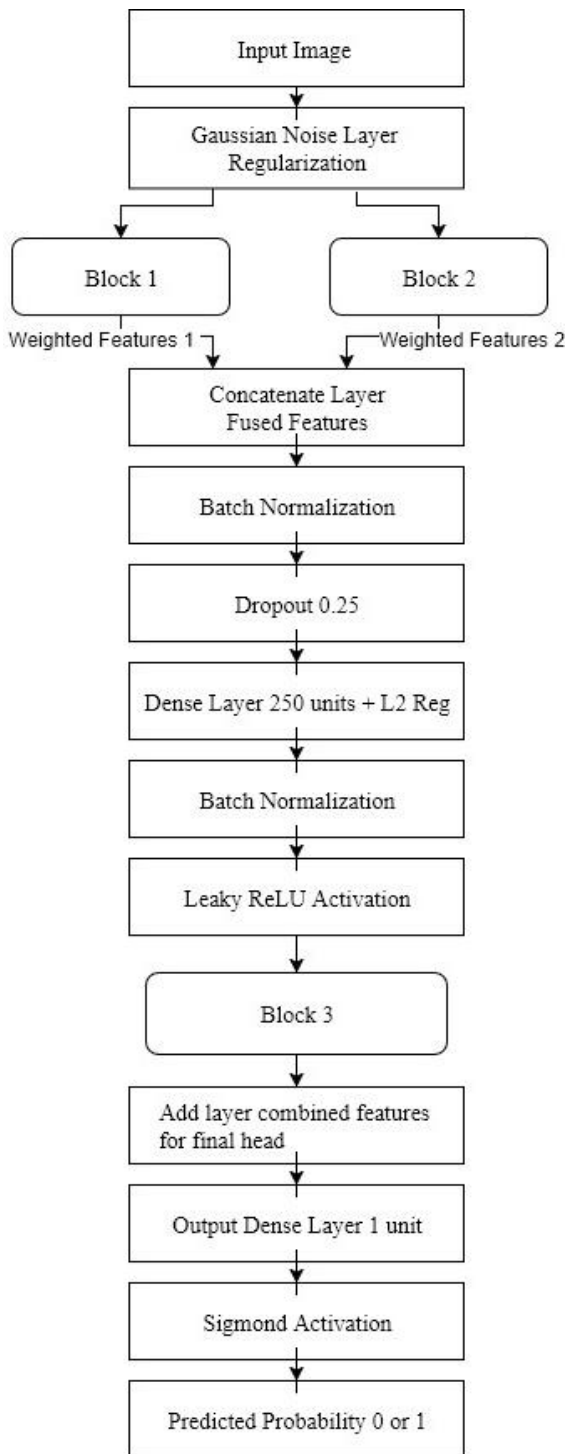 Input Image
Gaussian Noise Layer
Regularization
Block 1
Block 2
Weighted Features 1
Weighted Features 2
Concatenate Layer
Fused Features
Batch Normalization
Dropout 0.25
Dense Layer 250 units + L2 Reg
Batch Normalization
Leaky ReLU Activation
Block 3
Add layer combined features
for final head
Output Dense Layer 1 unit
Sigmond Activation
Predicted Probability 0 or 1